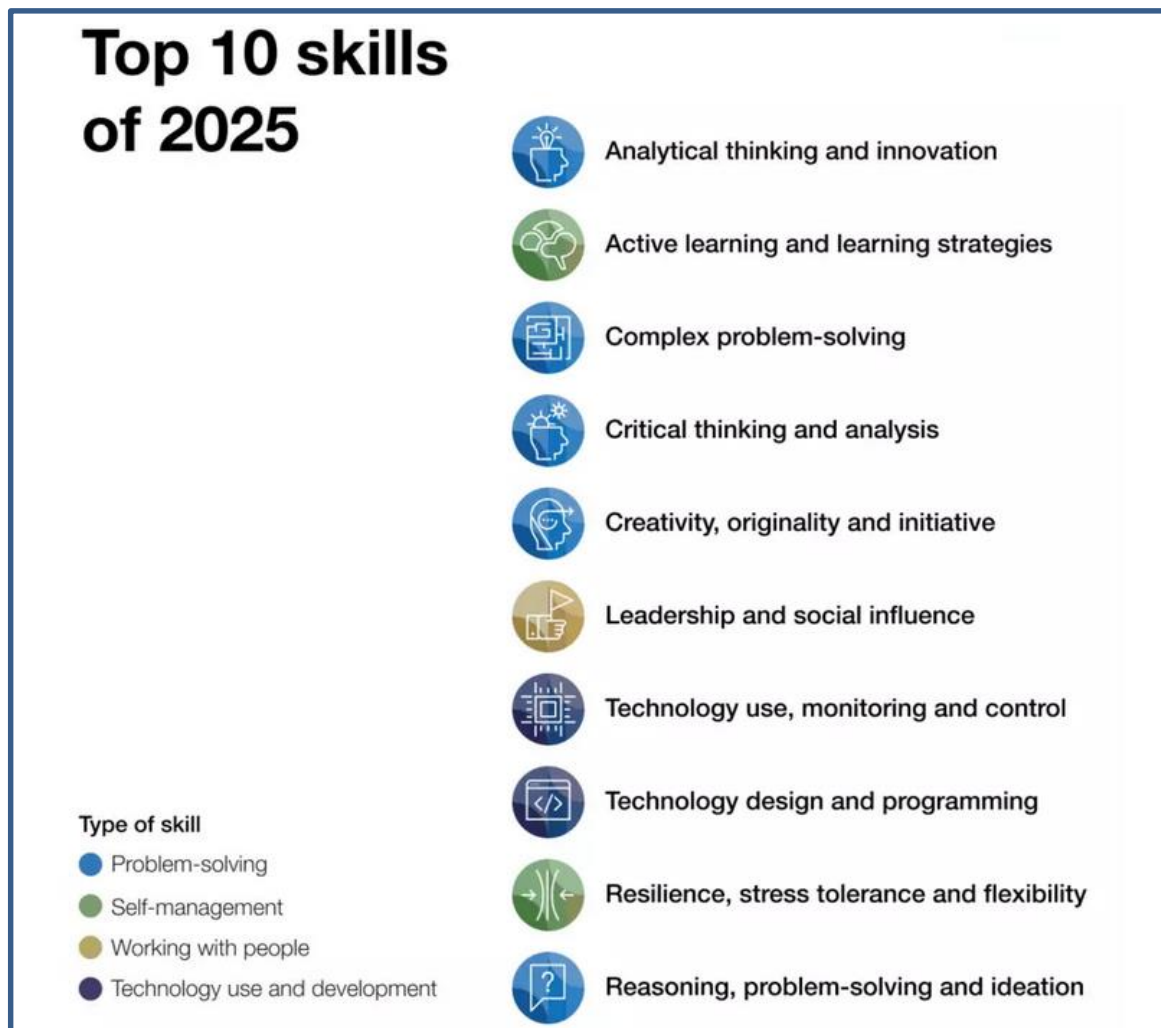 Top 10 skills
of 2025
Analytical thinking and innovation
Active learning and learning strategies
Complex problem-solving
Critical thinking and analysis
Creativity, originality and initiative
Leadership and social influence
Technology use, monitoring and control
Technology design and programming
Resilience, stress tolerance and flexibility
Reasoning, problem-solving and ideation
Type of skill
Problem-solving
Self-management
Working with people
Technology use and development